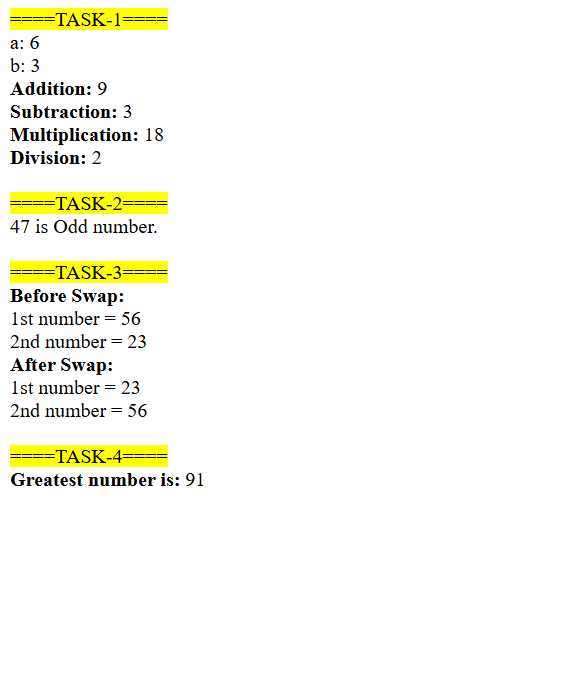 ====TASK-1====
a: 6
b: 3
Addition: 9
Subtraction: 3
Multiplication: 18
Division: 2
====TASK-2====
47 is Odd number.
====TASK-3====
Before Swap:
1st number = 56
2nd number = 23
After Swap:
1st number = 23
2nd number = 56
====TASK-4====
Greatest number is: 91